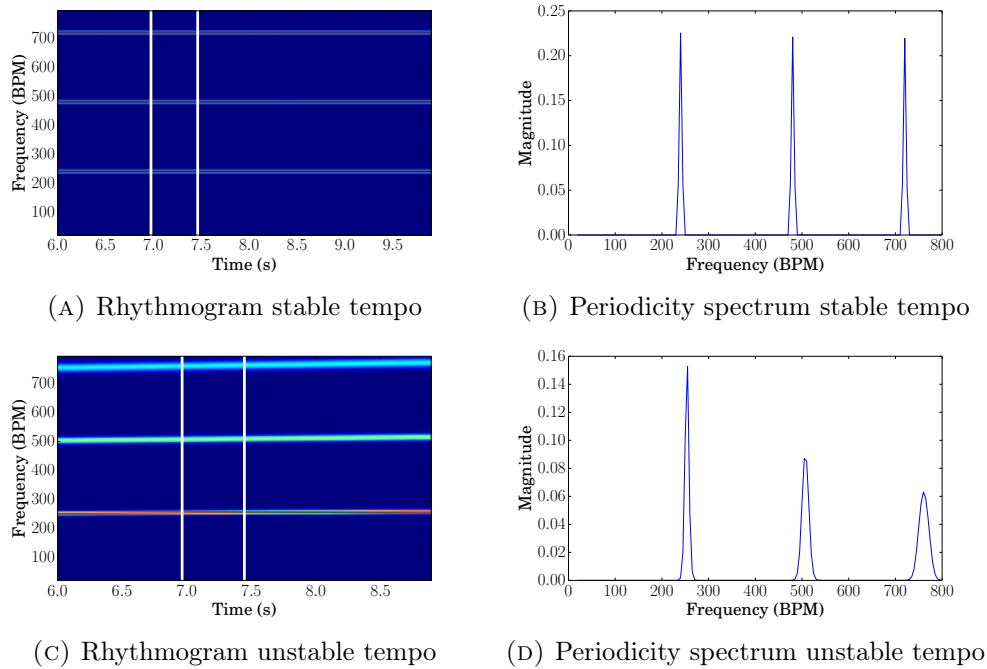 Frequency (BPM)
700
600
500
400
300
200
100
6.0 6.5 7.0 7.5 8.0 8.5 9.0 9.5
Time (s)
(A) Rhythmogram stable tempo
Magnitude
0.25
0.20
0.15
0.10
0.05
0.00
0 100 200 300 400 500 600 700 800
Frequency (BPM)
(B) Periodicity spectrum stable tempo
Frequency (BPM)
700
600
500
400
300
200
100
6.0 6.5 7.0 7.5 8.0 8.5
Time (s)
(C) Rhythmogram unstable tempo
Magnitude
0.16
0.14
0.12
0.10
0.08
0.06
0.04
0.02
0.00
0 100 200 300 400 500 600 700 800
Frequency (BPM)
(D) Periodicity spectrum unstable tempo